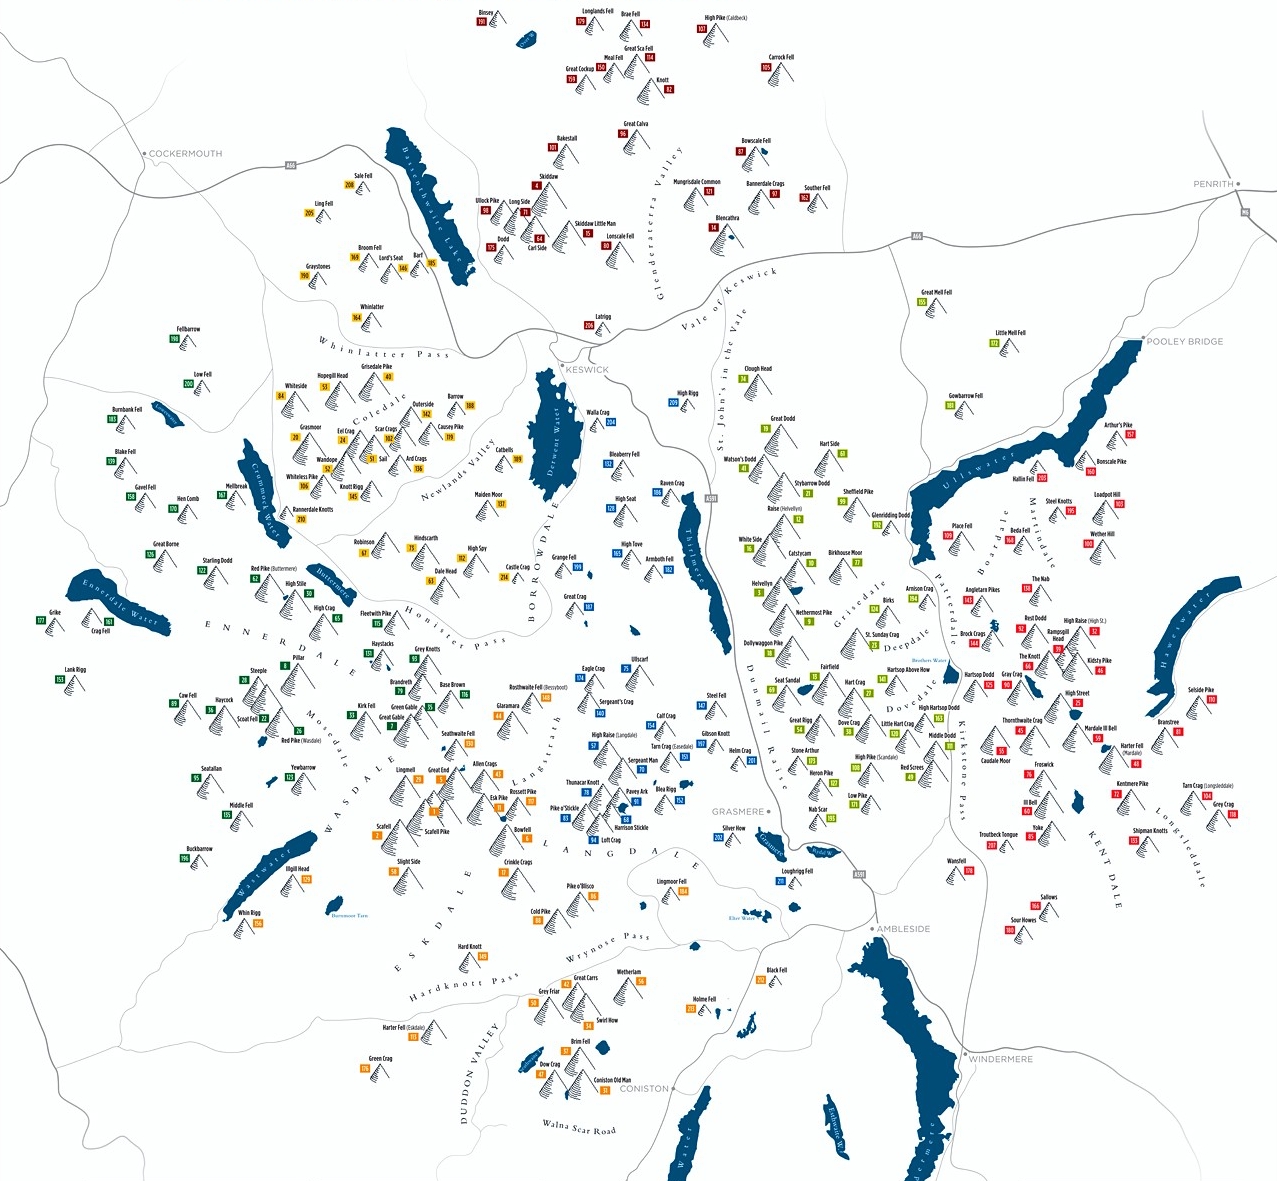 Binsey
191
Longlands Fell
179
Brae Fell
134
High Pike (Caldbeck)
107
Great Sca Fell
114
Meal Fell
150
Great Cockup
159
Knott
82
Carrock Fell
105
Over W
COCKERMOUTH
A66
Great Calva
96
Bakestall
101
Bowscale Fell
87
Skiddaw
4
Ullock Pike
98
Long Side
71
Carl Side
64
Skiddaw Little Man
15
Dodd
175
Lonscale Fell
80
Mungrisdale Common
121
Bannerdale Crags
97
Souther Fell
162
Blencathra
14
Glenderaterra Valley
PENRITH
M6
A66
Sale Fell
208
Ling Fell
205
Bassenthwaite Lake
Broom Fell
169
Lord's Seat
146
Barf
185
Graystones
190
Whinlatter
164
Whinlatter Pass
Latrigg
206
Vale of Keswick
St. John's in the Vale
KESWICK
Great Mell Fell
155
Little Mell Fell
172
POOLEY BRIDGE
Fellbarrow
198
Low Fell
200
Burnbank Fell
183
Loweswater
Blake Fell
139
Gavel Fell
158
Hen Comb
170
Mellbreak
167
Crummock Water
Whiteside
84
Hopegill Head
53
Grisedale Pike
40
Coledale
Outerside
142
Barrow
188
Causey Pike
119
Grasmoor
20
Eel Crag
24
Scar Crags
102
Sail
51
Wandope
52
Ard Crags
136
Whiteless Pike
106
Knott Rigg
145
Rannerdale Knotts
210
Newlands Valley
Catbells
189
Maiden Moor
137
Derwent Water
High Rigg
209
Walla Crag
204
Bleaberry Fell
132
Raven Crag
186
High Seat
128
A591
Clough Head
74
Great Dodd
19
Watson's Dodd
41
Hart Side
61
Stybarrow Dodd
21
Raise (Helvellyn)
12
Sheffield Pike
99
Glenridding Dodd
192
White Side
16
Catstycam
10
Birkhouse Moor
77
Gowbarrow Fell
181
Ullswater
Arthur's Pike
157
Bonscale Pike
160
Hallin Fell
203
Steel Knotts
195
Loadpot Hill
103
Place Fell
109
Beda Fell
168
Wether Hill
100
Martindale
Boardale
Great Borne
126
Starling Dodd
122
Red Pike (Buttermere)
62
High Stile
30
High Crag
65
Buttermere
Robinson
67
Hindscarth
73
Dale Head
63
High Spy
112
Castle Crag
214
Fleetwith Pike
115
Honister Pass
BORROWDALE
Grange Fell
199
Great Crag
187
High Tove
163
Armboth Fell
182
Thirlmere
Helvellyn
3
Nethermost Pike
9
Grisedale
Birks
124
Arnison Crag
194
Patterdale
Angletarn Pikes
143
The Nab
138
Rest Dodd
92
High Raise (High St.)
32
Rampsgill Head
39
The Knott
66
Kidsty Pike
46
Brock Crags
144
Haweswater
Ennerdale Water
Grike
177
Crag Fell
161
ENNERDALE
Lank Rigg
153
Pillar
8
Steeple
28
Caw Fell
89
Haycock
36
Scoat Fell
22
Red Pike (Wasdale)
26
Mosedale
Haystacks
151
Grey Knotts
93
Brandreth
79
Base Brown
116
Green Gable
35
Great Gable
7
Kirk Fell
33
Seathwaite Fell
131
Rosthwaite Fell (Bessyboot)
140
Glaramara
44
Eagle Crag
174
Sergeant's Crag
140
Ullscarf
75
Steel Fell
147
Calf Crag
154
High Raise (Langdale)
57
Gibson Knott
197
Sergeant Man
70
Tarn Crag (Easedale)
151
Helm Crag
201
Dollywaggon Pike
18
St. Sunday Crag
23
Deepdale
Brothers Water
Fairfield
13
Hartsop Above How
141
Hartsop Dodd
125
Gray Crag
90
Seat Sandal
69
Hart Crag
27
Dovedale
High Hartsop Dodd
165
High Street
25
Great Rigg
54
Dove Crag
38
Little Hart Crag
120
Middle Dodd
111
Thornthwaite Crag
45
Mardale Ill Bell
59
Selside Pike
110
Branstree
81
Caudale Moor
55
Harter Fell (Mardale)
48
Dunmail Raise
Stone Arthur
173
High Pike (Scandale)
108
Red Screes
49
Kirkstone Pass
Heron Pike
127
Low Pike
171
Nab Scar
193
Froswick
76
Ill Bell
60
Kentmere Pike
72
Tarn Crag (Longsleddale)
104
Grey Crag
118
Yoke
85
Shipman Knotts
133
Troutbeck Tongue
207
KENTDALE
Longsleddale
Seatallan
95
Yewbarrow
123
WASDALE
Middle Fell
135
Buckbarrow
196
Lingmell
29
Great End
5
Allen Crags
43
Langstrath
Rossett Pike
117
Esk Pike
11
Scafell Pike
1
Scafell
2
Bowfell
6
Thunacar Knott
78
Pavey Ark
91
Blea Rigg
152
Pike o'Stickle
83
Harrison Stickle
68
Loft Crag
94
GRASMERE
Silver How
202
Grasmere
Rydal W
A591
Loughrigg Fell
211
LANGDALE
Slight Side
58
Crinkle Crags
17
Pike o'Blisco
86
Lingmoor Fell
184
Elter Water
Cold Pike
88
Illgill Head
129
Wastwater
Whin Rigg
156
Burnmoor Tarn
ESKDALE
Wansfell
178
Sallows
166
Sour Howes
180
AMBLESIDE
Hard Knott
149
Hardknott Pass
Wrynose Pass
Great Carrs
42
Wetherlam
56
Grey Friar
50
Swirl How
34
Black Fell
212
Holme Fell
213
Harter Fell (Eskdale)
113
Green Crag
176
DUDDON VALLEY
Brim Fell
37
Dow Crag
47
Coniston Old Man
31
CONISTON
Walna Scar Road
WINDERMERE
Water
Esthwaite W
dermere